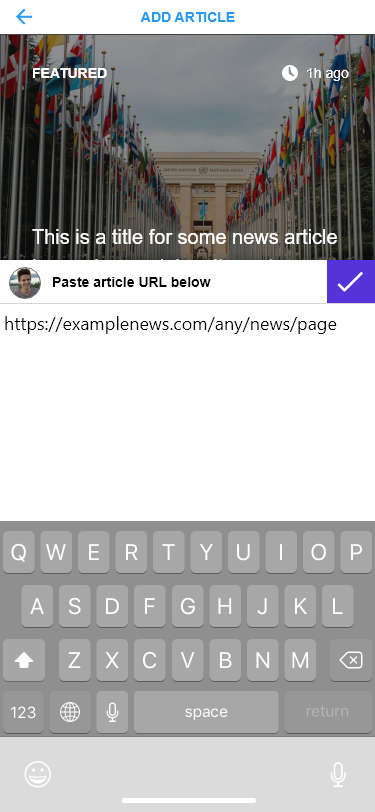 ADD ARTICLE
FEATURED
1h ago
This is a title for some news article
Paste article URL below
https://examplenews.com/any/news/page
Q W E R T Y U I O P
A S D F G H J K L
Z X C V B N M
123 space return